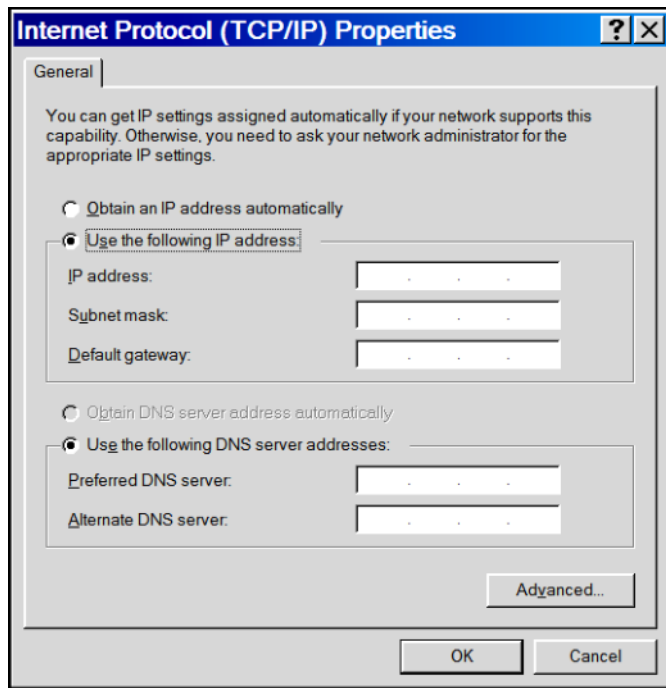 Internet Protocol (TCP/IP) Properties
General
You can get IP settings assigned automatically if your network supports this
capability. Otherwise, you need to ask your network administrator for the
appropriate IP settings.
Obtain an IP address automatically
Use the following IP address:
IP address:
Subnet mask:
Default gateway:
Obtain DNS server address automatically
Use the following DNS server addresses:
Preferred DNS server:
Alternate DNS server:
Advanced...
OK Cancel